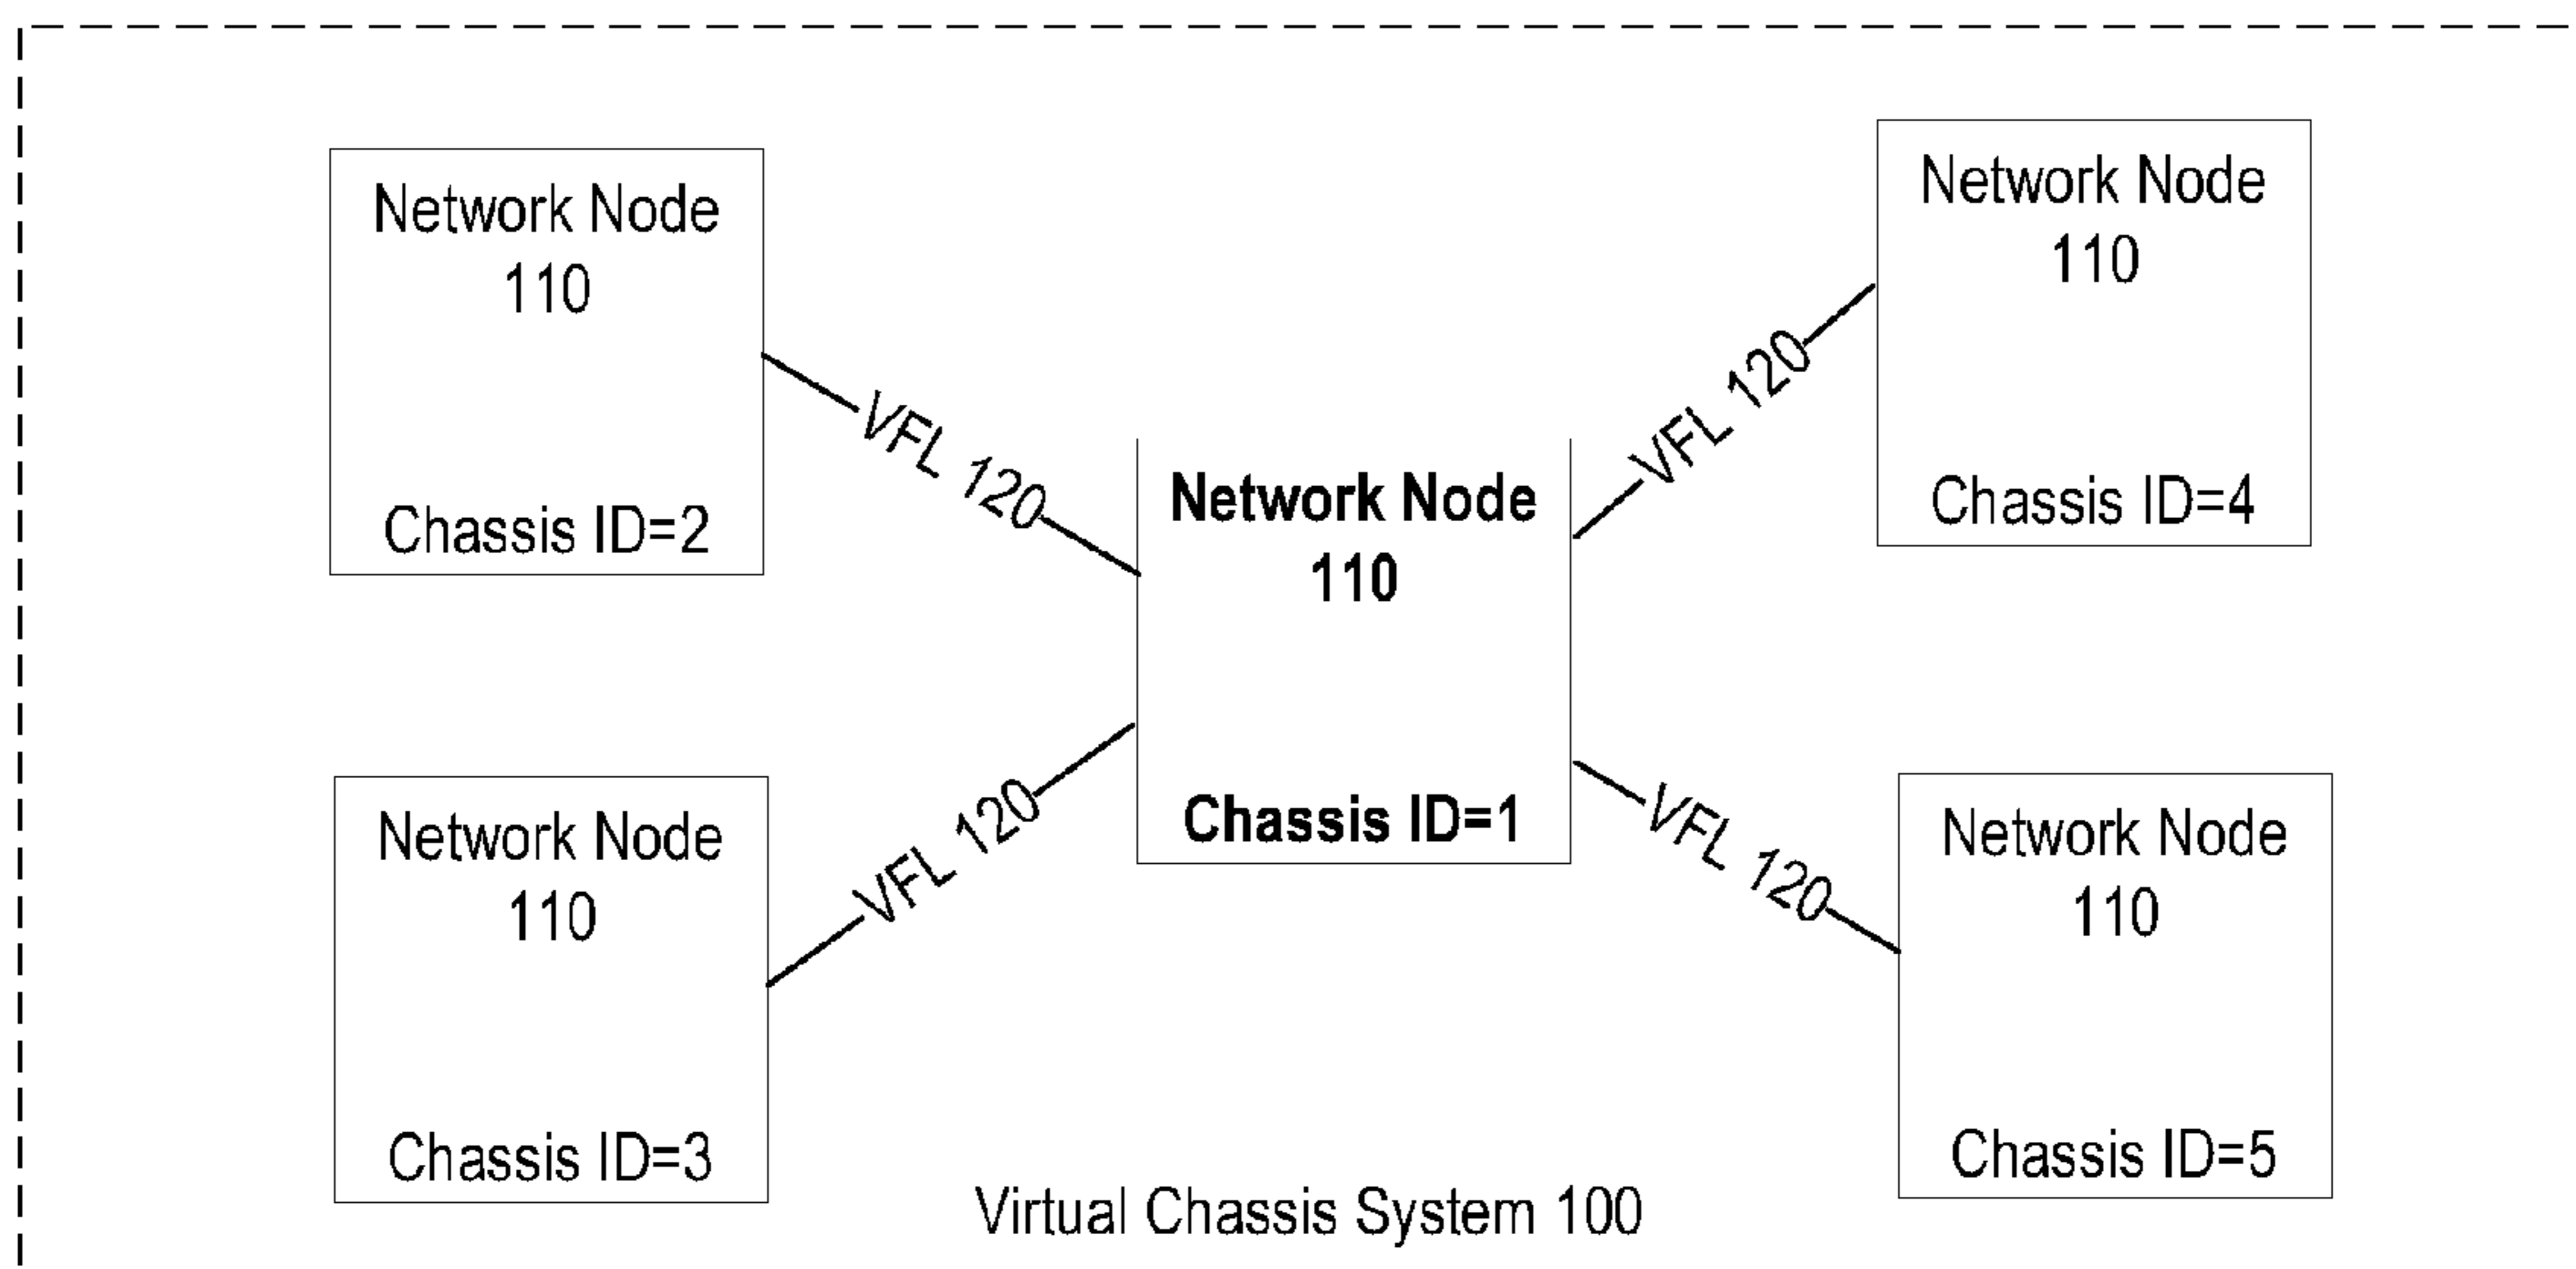 Network Node
110
Chassis ID=2
VFL 120
Network Node
110
Chassis ID=4
VFL 120
Network Node
110
Chassis ID=1
Network Node
110
Chassis ID=3
VFL 120
Network Node
110
Chassis ID=5
VFL 120
Virtual Chassis System 100